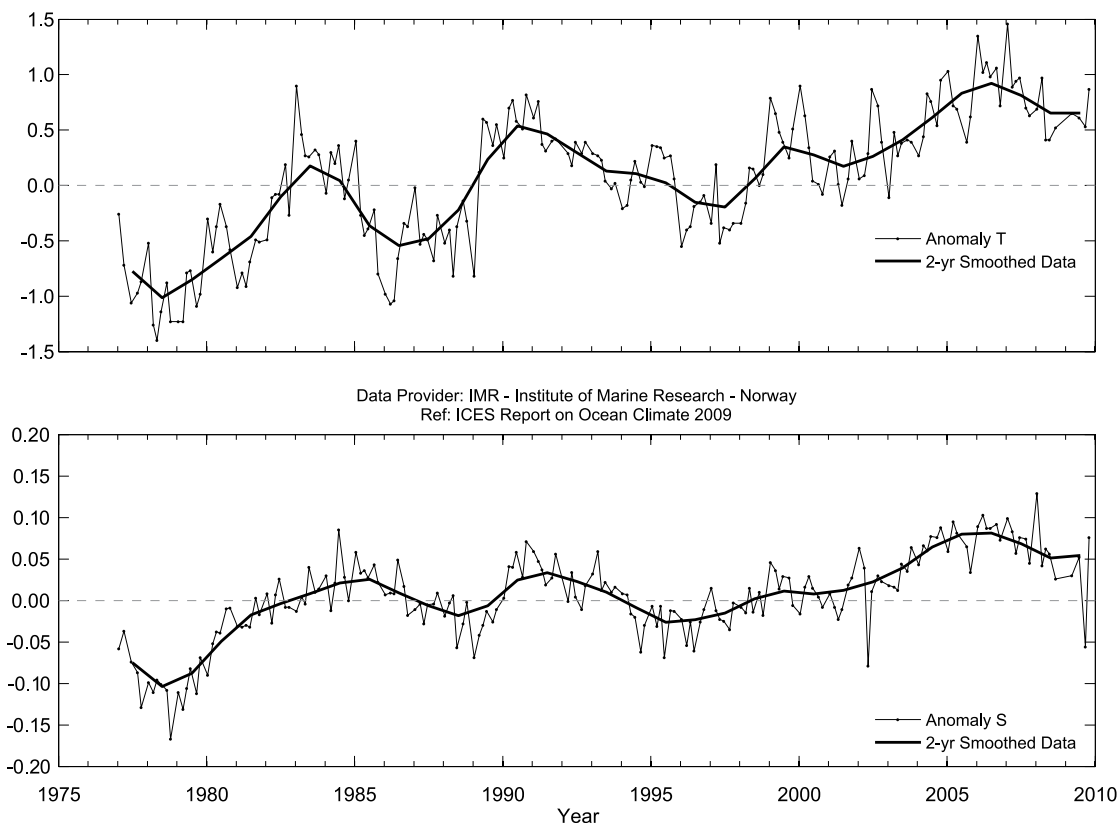 1.5
1.0
0.5
0.0
-0.5
-1.0
-1.5
Anomaly T
2-yr Smoothed Data
Data Provider: IMR - Institute of Marine Research - Norway
Ref: ICES Report on Ocean Climate 2009
0.20
0.15
0.10
0.05
0.00
-0.05
-0.10
-0.15
-0.20
Anomaly S
2-yr Smoothed Data
1975 1980 1985 1990 1995 2000 2005 2010
Year